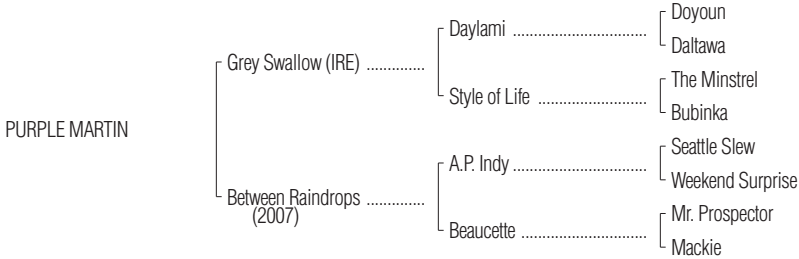 Doyoun
Daylami ..............................
Daltawa
Grey Swallow (IRE) ..............
The Minstrel
Style of Life ........................
Bubinka
PURPLE MARTIN
Seattle Slew
A.P. Indy ..............................
Weekend Surprise
Between Raindrops ..............
(2007)
Mr. Prospector
Beaucette ............................
Mackie